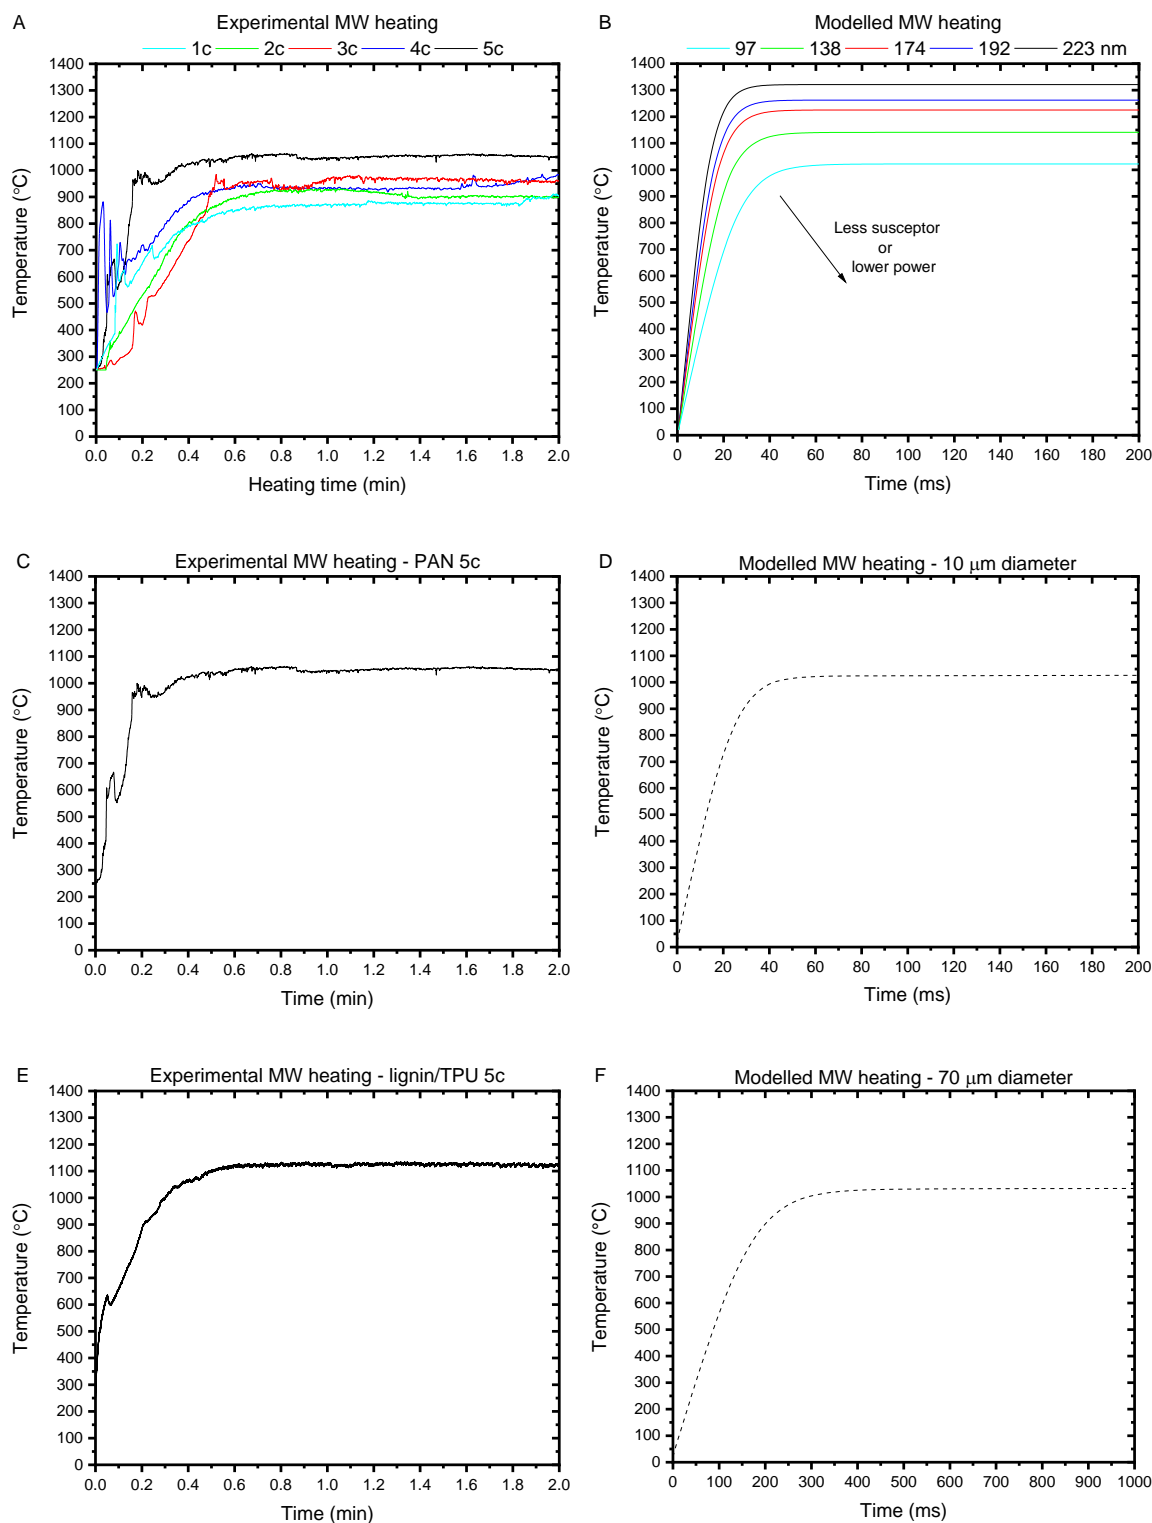 A
Experimental MW heating
1c 2c 3c 4c 5c
1400
1300
1200
1100
1000
900
800
700
600
500
400
300
200
100
0
Temperature (°C)
0.0 0.2 0.4 0.6 0.8 1.0 1.2 1.4 1.6 1.8 2.0
Heating time (min)
B
Modelled MW heating
97 138 174 192 223 nm
1400
1300
1200
1100
1000
900
800
700
600
500
400
300
200
100
0
Temperature (°C)
Less susceptor
or
lower power
0 20 40 60 80 100 120 140 160 180 200
Time (ms)
C
Experimental MW heating - PAN 5c
1400
1300
1200
1100
1000
900
800
700
600
500
400
300
200
100
0
Temperature (°C)
0.0 0.2 0.4 0.6 0.8 1.0 1.2 1.4 1.6 1.8 2.0
Time (min)
D
Modelled MW heating - 10 μm diameter
1400
1300
1200
1100
1000
900
800
700
600
500
400
300
200
100
0
Temperature (°C)
0 20 40 60 80 100 120 140 160 180 200
Time (ms)
E
Experimental MW heating - lignin/TPU 5c
1400
1300
1200
1100
1000
900
800
700
600
500
400
300
200
100
0
Temperature (°C)
0.0 0.2 0.4 0.6 0.8 1.0 1.2 1.4 1.6 1.8 2.0
Time (min)
F
Modelled MW heating - 70 μm diameter
1400
1300
1200
1100
1000
900
800
700
600
500
400
300
200
100
0
Temperature (°C)
0 100 200 300 400 500 600 700 800 900 1000
Time (ms)